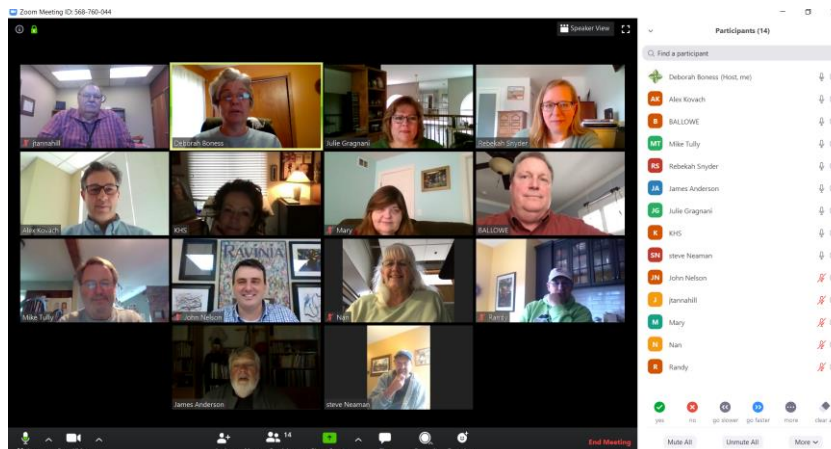 Zoom Meeting ID: 568-760-044
Speaker View
jtannahill
Deborah Boness
Julie Gragnani
Rebekah Snyder
Alex Kovach
KHS
Mary
BALLOWE
Mike Tully
RAVINIA
John Nelson
Nan
Randy
James Anderson
steve Neaman
14
End Meeting
Participants (14)
Find a participant
Deborah Boness (Host, me)
AK Alex Kovach
B BALLOWE
MT Mike Tully
RS Rebekah Snyder
JA James Anderson
JG Julie Gragnani
K KHS
SN steve Neaman
JN John Nelson
J jtannahill
M Mary
N Nan
R Randy
yes no go slower go faster more clear
Mute All Unmute All More